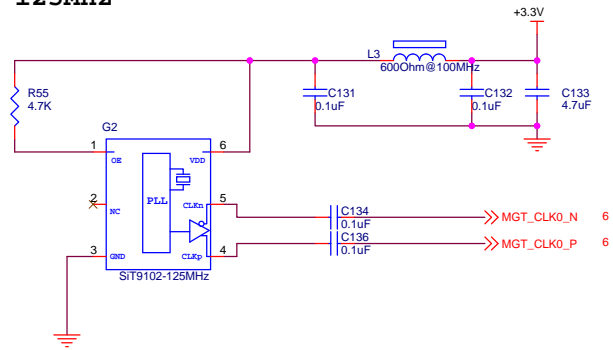 125MHz
+3.3V
L3
600Ohm@100MHz
R55
4.7K
C131
0.1uF
C132
0.1uF
C133
4.7uF
G2
1
OE
VDD
6
2
NC
PLL
CLKn
5
3
GND
CLKp
4
SiT9102-125MHz
C134
0.1uF
MGT_CLK0_N 6
C136
0.1uF
MGT_CLK0_P 6